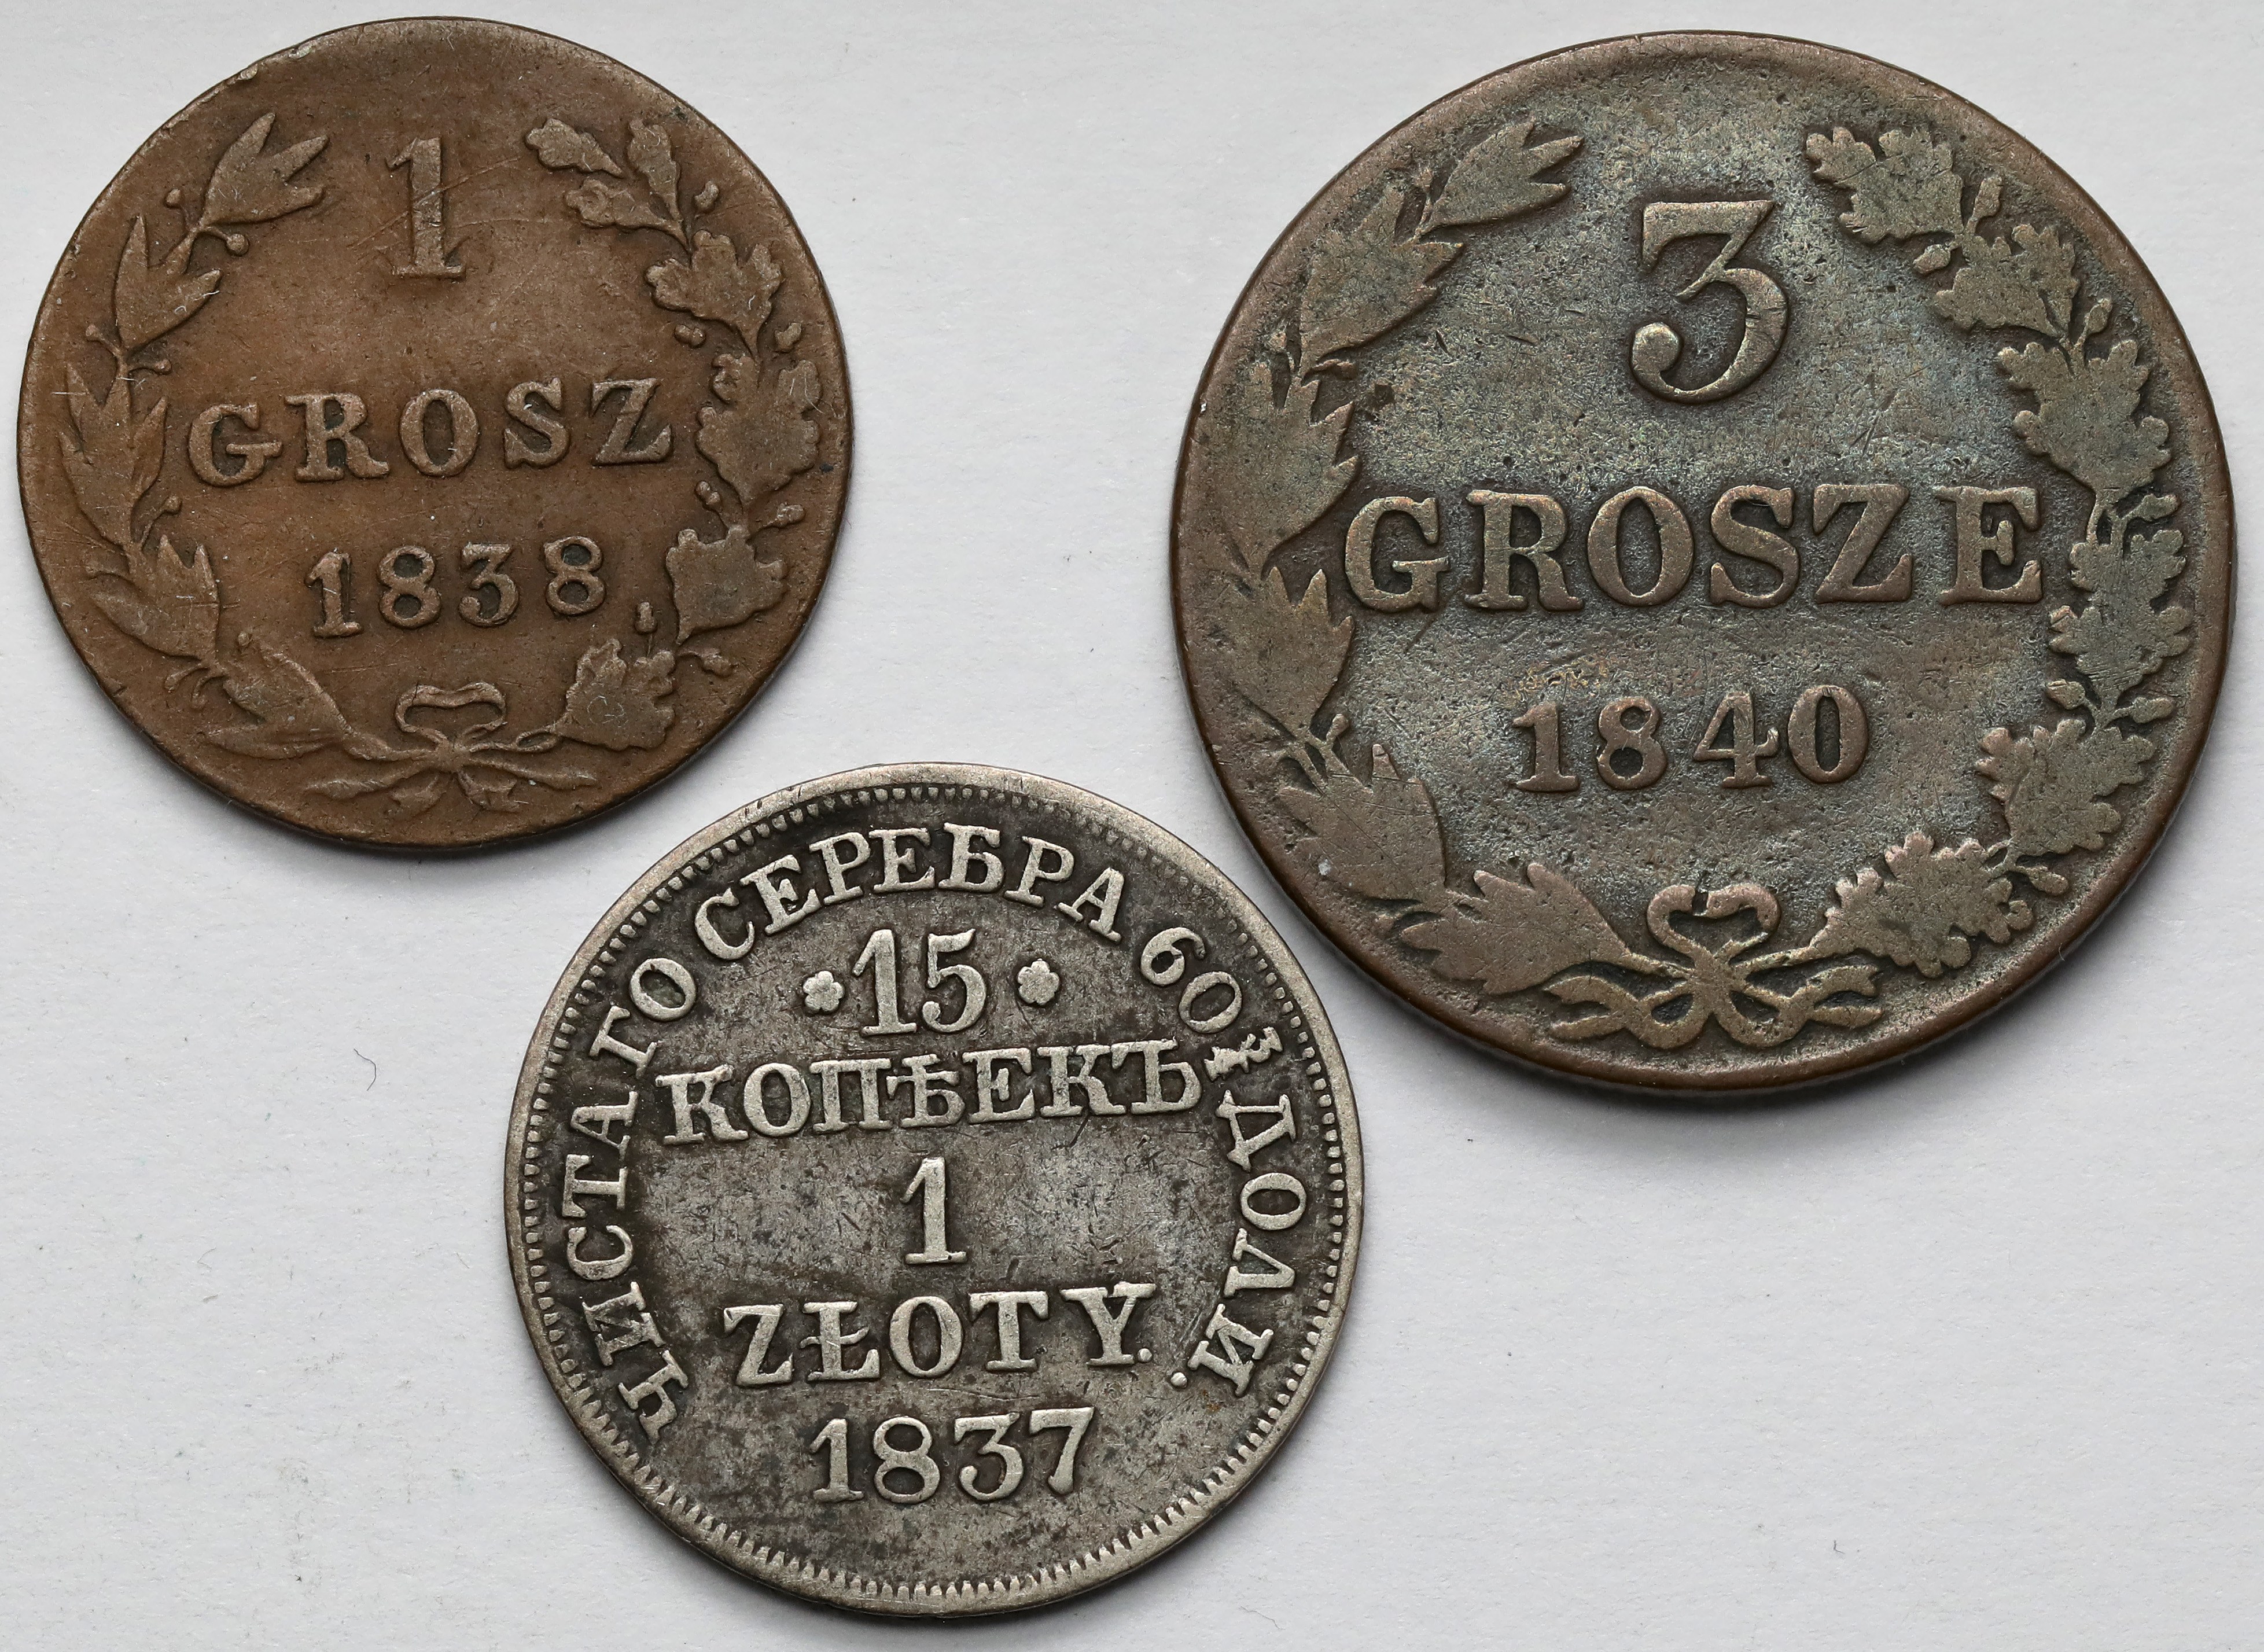 1
GROSZ
1838
3
GROSZE
1840
ЧИСТАГО СЕРЕБРА 60¾ ДОЛИ.
15
КОПѢЕКЪ
1
ZŁOTY.
1837